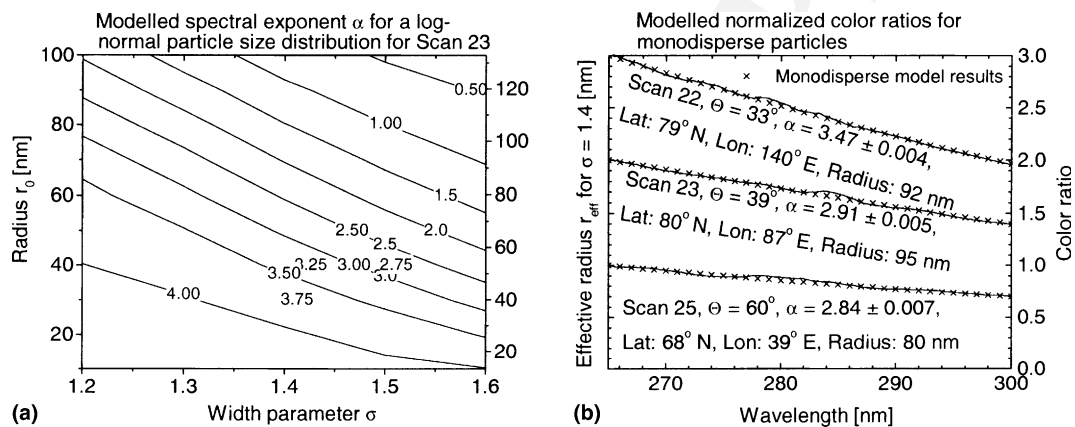 Modelled spectral exponent α for a log-
normal particle size distribution for Scan 23
100
80
60
40
20
Radius r0 [nm]
0.50
1.00
1.5
2.0
2.50
2.5
3.25
3.00
2.75
3.50
3.0
3.75
4.00
120
100
80
60
40
20
Effective radius reff for σ = 1.4 [nm]
1.2
1.3
1.4
1.5
1.6
(a)
Width parameter σ
Modelled normalized color ratios for
monodisperse particles
× Monodisperse model results
Scan 22, Θ = 33°, α = 3.47 ± 0.004,
Lat: 79° N, Lon: 140° E, Radius: 92 nm
Scan 23, Θ = 39°, α = 2.91 ± 0.005,
Lat: 80° N, Lon: 87° E, Radius: 95 nm
Scan 25, Θ = 60°, α = 2.84 ± 0.007,
Lat: 68° N, Lon: 39° E, Radius: 80 nm
3.0
2.5
2.0
1.5
1.0
0.5
0.0
Color ratio
270
280
290
300
(b)
Wavelength [nm]